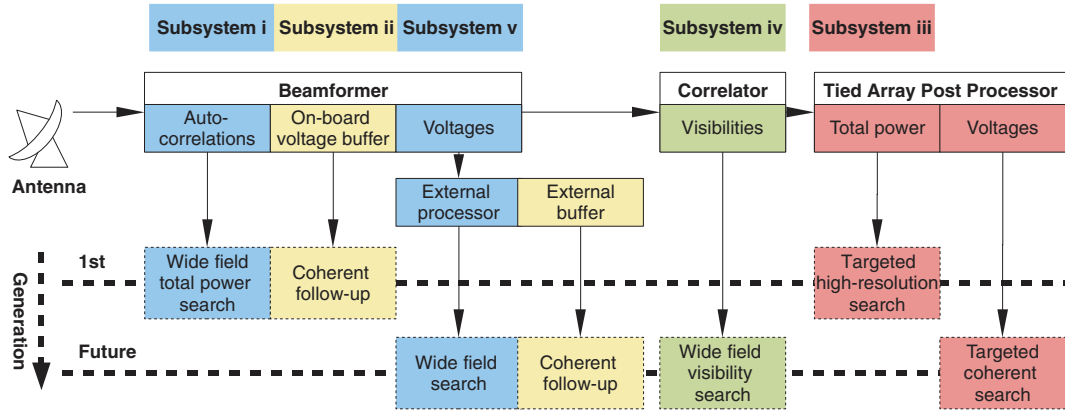 Subsystem i
Subsystem ii
Subsystem v
Subsystem iv
Subsystem iii
Beamformer
Correlator
Tied Array Post Processor
Auto-
correlations
On-board
voltage buffer
Voltages
Visibilities
Total power
Voltages
Antenna
External
processor
External
buffer
Generation
1st
Wide field
total power
search
Coherent
follow-up
Targeted
high-resolution
search
Future
Wide field
search
Coherent
follow-up
Wide field
visibility
search
Targeted
coherent
search